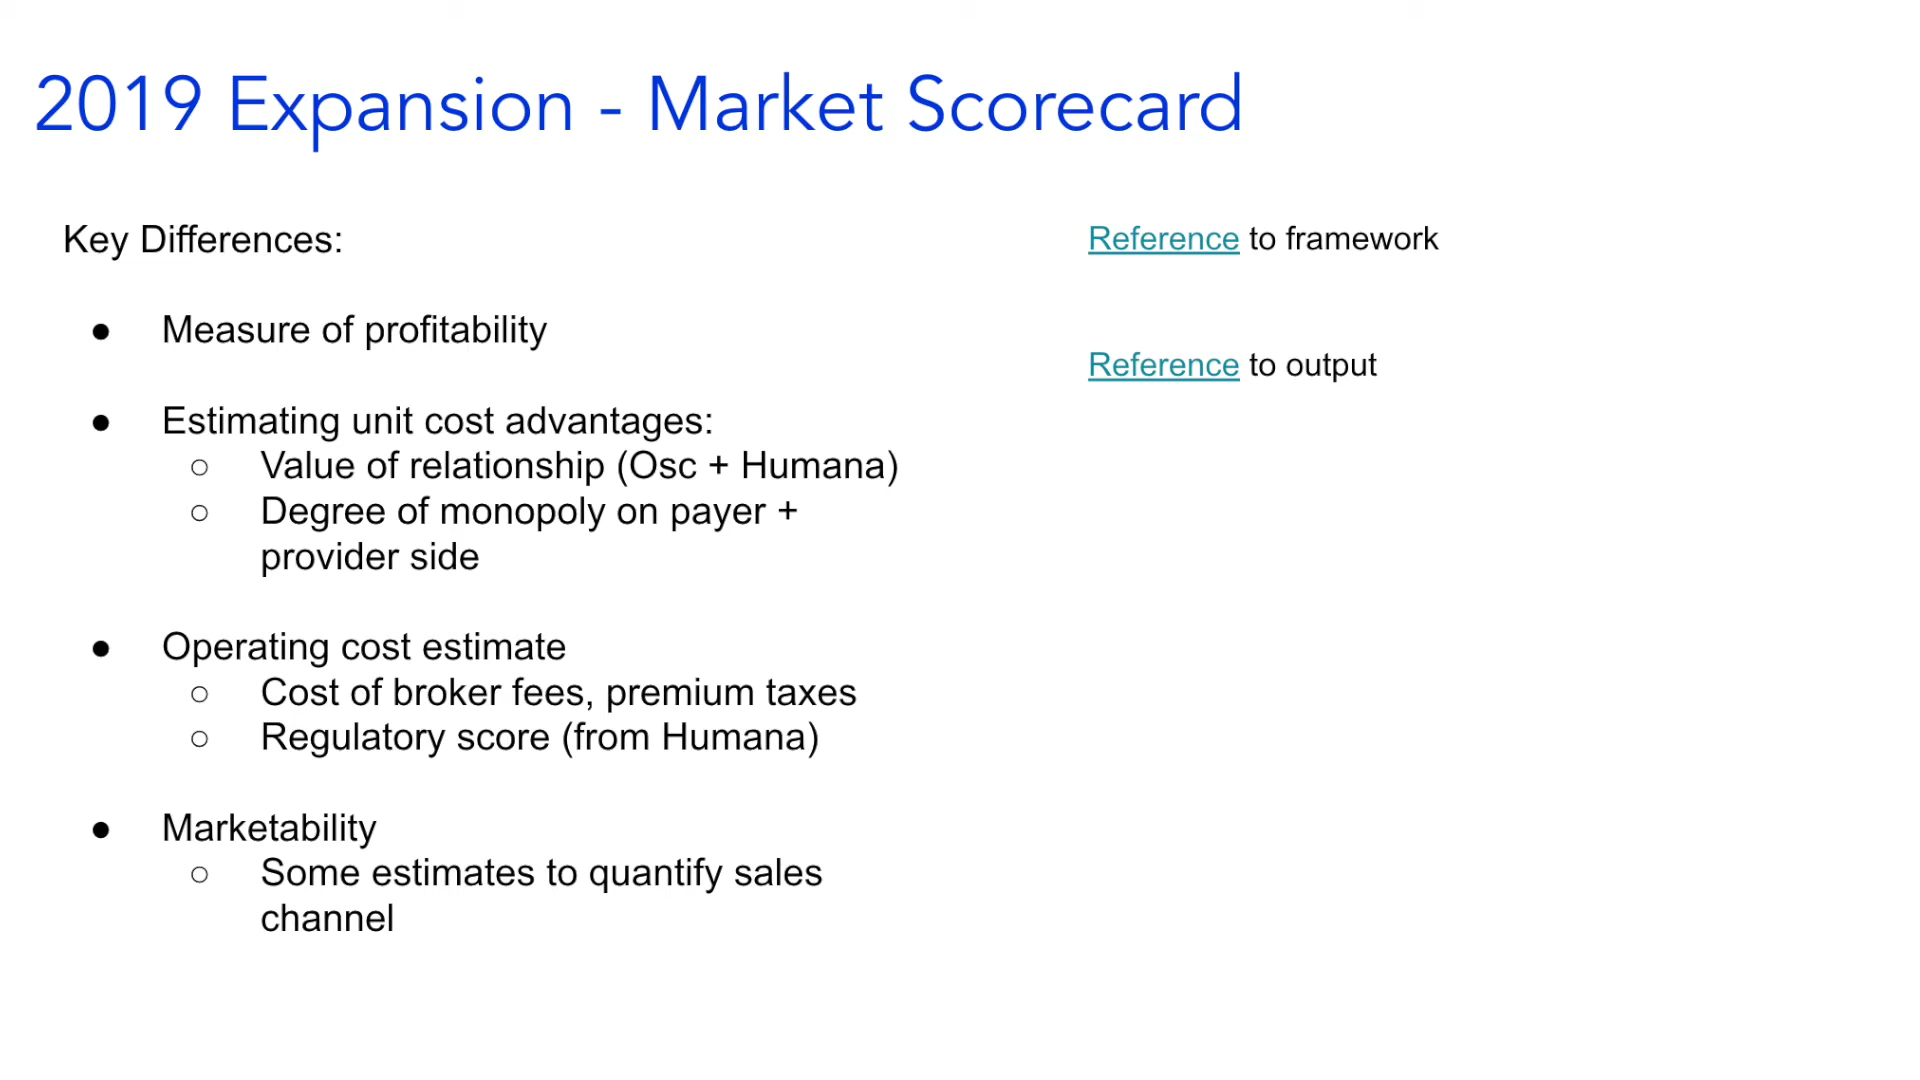 2019 Expansion - Market Scorecard
Key Differences:
● Measure of profitability
● Estimating unit cost advantages:
○ Value of relationship (Osc + Humana)
○ Degree of monopoly on payer +
provider side
● Operating cost estimate
○ Cost of broker fees, premium taxes
○ Regulatory score (from Humana)
● Marketability
○ Some estimates to quantify sales
channel
Reference to framework
Reference to output